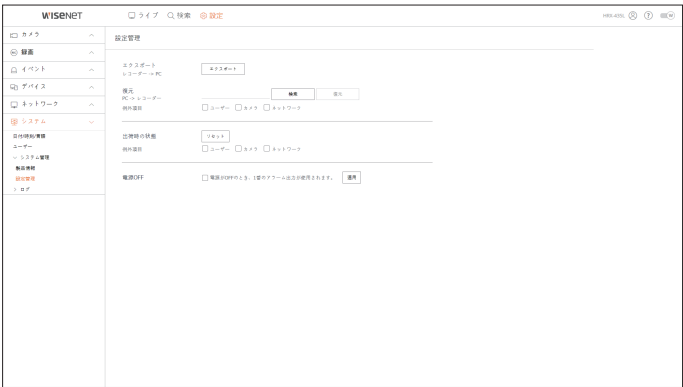 WISENET
ライブ 検索 設定
カメラ
録画
イベント
デバイス
ネットワーク
システム
日付/時刻/言語
ユーザー
システム管理
製品情報
設定管理
ログ
設定管理
エクスポート
レコーダー -> PC
エクスポート
復元
PC-> レコーダー
検索 復元
例外選択
ユーザー カメラ ネットワーク
出荷時の状態
リセット
例外選択
ユーザー カメラ ネットワーク
電源OFF
電源がOFFのとき、1番のアラーム出力が使用されます。
適用